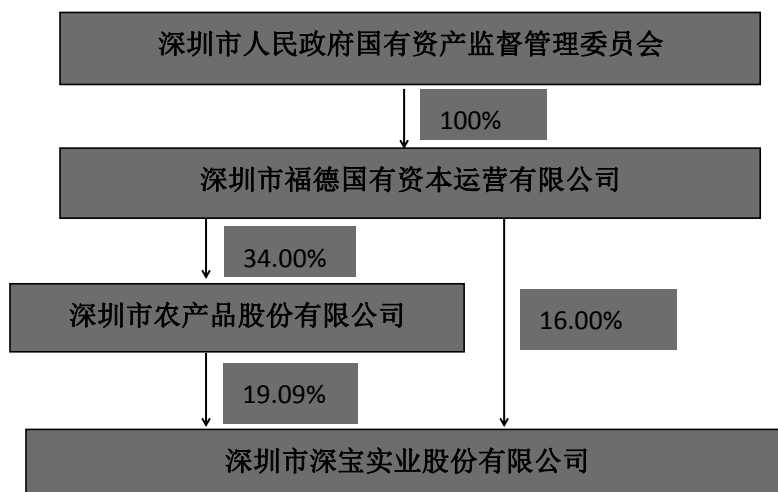 深圳市人民政府国有资产监督管理委员会
100%
深圳市福德国有资本运营有限公司
34.00%
深圳市农产品股份有限公司
16.00%
19.09%
深圳市深宝实业股份有限公司